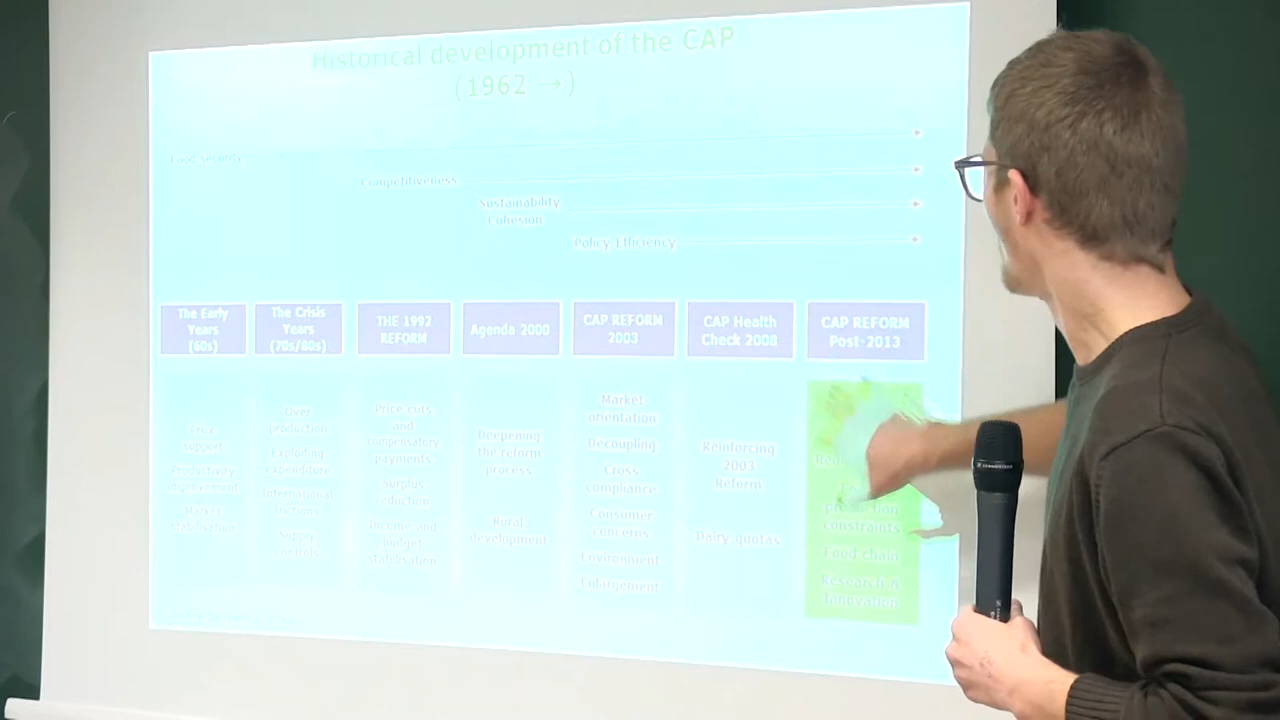 Historical development of the CAP
(1962 →)
Food security
Competitiveness
Sustainability
Cohesion
Policy Efficiency
The Early
Years
(60s)
The Crisis
Years
(70s/80s)
THE 1992
REFORM
Agenda 2000
CAP REFORM
2003
CAP Health
Check 2008
CAP REFORM
Post-2013
Price
support
Productivity
improvement
Market
stabilisation
Over
production
Exploding
expenditure
International
frictions
Supply
controls
Price cuts
and
compensatory
payments
Surplus
reduction
Income and
budget
stabilisation
Deepening
the reform
process
Rural
development
Market
orientation
Decoupling
Cross
compliance
Consumer
concerns
Environment
Enlargement
Reinforcing
2003
Reform
Dairy quotas
constraints
Food chain
Research &
Innovation
SENNHEISER